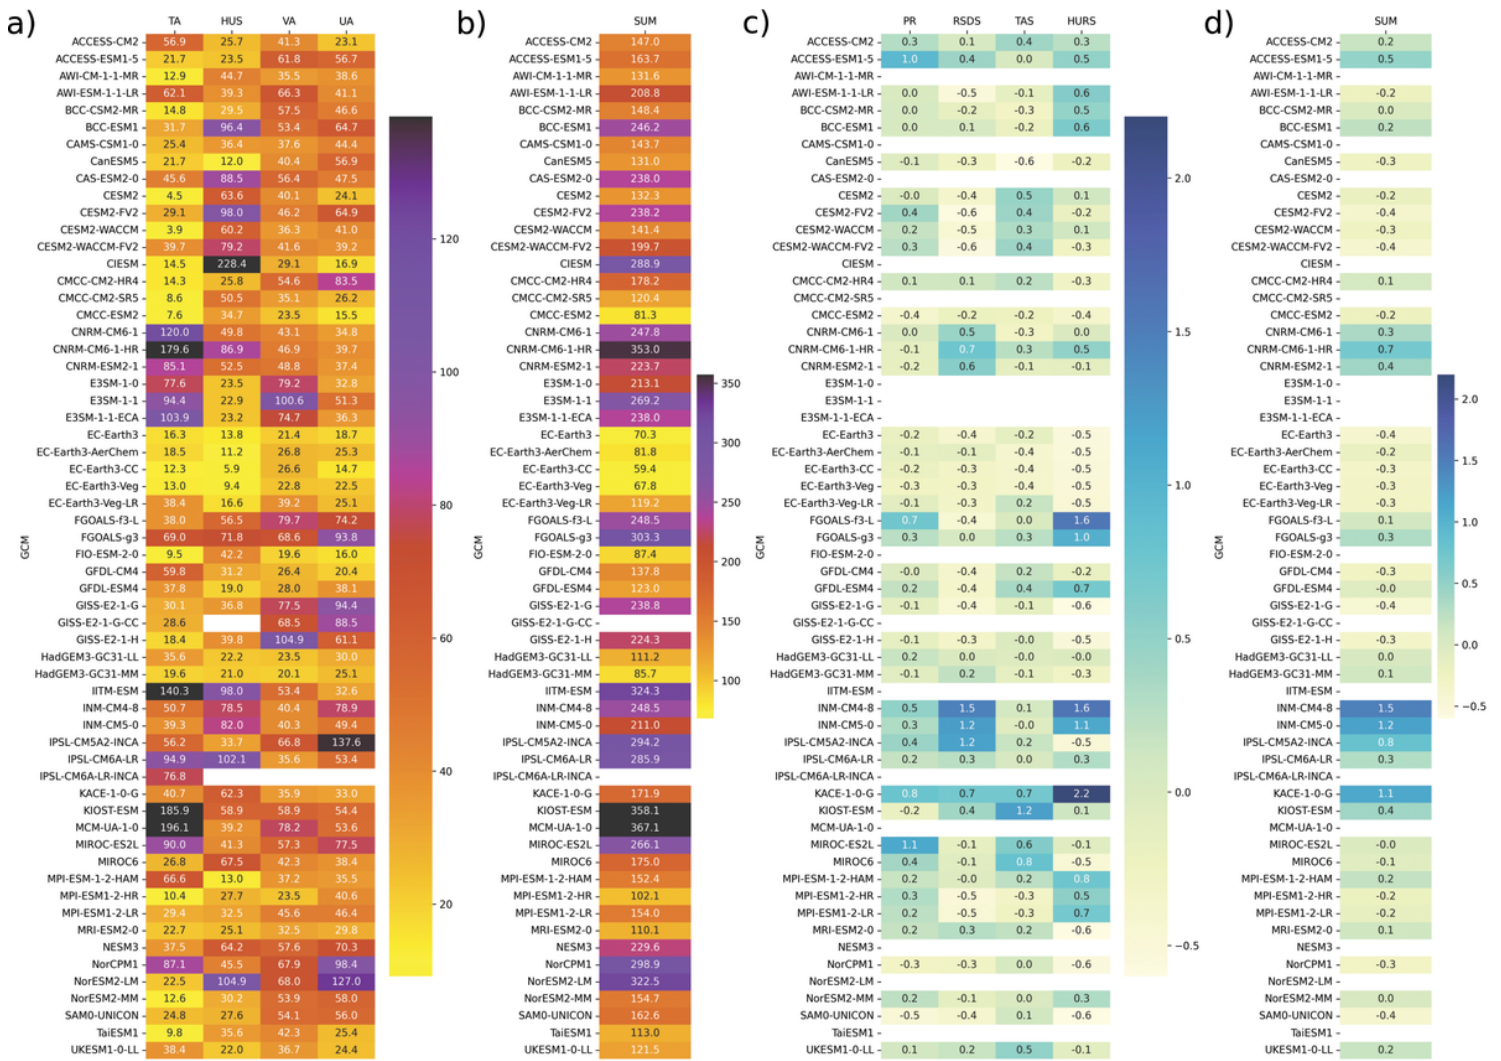 a) TA HUS VA UA b) SUM c) PR RSDS TAS HURS d) SUM
ACCESS-CM2 56.9 25.7 41.3 23.1 ACCESS-CM2 147.0 ACCESS-CM2 0.3 0.1 0.4 0.3 ACCESS-CM2 0.2
ACCESS-ESM1-5 21.7 23.5 61.8 56.7 ACCESS-ESM1-5 163.7 ACCESS-ESM1-5 1.0 0.4 0.0 0.5 ACCESS-ESM1-5 0.5
AWI-CM-1-1-MR 12.9 44.7 35.5 38.6 AWI-CM-1-1-MR 131.6 AWI-CM-1-1-MR AWI-CM-1-1-MR
AWI-ESM-1-1-LR 62.1 39.3 66.3 41.1 AWI-ESM-1-1-LR 208.8 AWI-ESM-1-1-LR 0.0 -0.5 -0.1 0.6 AWI-ESM-1-1-LR -0.2
BCC-CSM2-MR 14.8 29.5 57.5 46.6 BCC-CSM2-MR 148.4 BCC-CSM2-MR 0.0 -0.2 -0.3 0.5 BCC-CSM2-MR 0.0
BCC-ESM1 31.7 96.4 53.4 64.7 BCC-ESM1 246.2 BCC-ESM1 0.0 0.1 -0.2 0.6 BCC-ESM1 0.2
CAMS-CSM1-0 25.4 36.4 37.6 44.4 CAMS-CSM1-0 143.7 CAMS-CSM1-0 CAMS-CSM1-0
CanESM5 21.7 12.0 40.4 56.9 CanESM5 131.0 CanESM5 -0.1 -0.3 -0.6 -0.2 CanESM5 -0.3
CAS-ESM2-0 45.6 88.5 56.4 47.5 CAS-ESM2-0 238.0 CAS-ESM2-0 CAS-ESM2-0
CESM2 4.5 63.6 40.1 24.1 CESM2 132.3 CESM2 -0.0 -0.4 0.5 0.1 CESM2 -0.2
CESM2-FV2 29.1 98.0 46.2 64.9 CESM2-FV2 238.2 CESM2-FV2 0.4 -0.6 0.4 -0.2 CESM2-FV2 -0.4
CESM2-WACCM 3.9 60.2 36.3 41.0 CESM2-WACCM 141.4 CESM2-WACCM 0.2 -0.5 0.3 0.1 CESM2-WACCM -0.3
CESM2-WACCM-FV2 39.7 79.2 41.6 39.2 CESM2-WACCM-FV2 199.7 CESM2-WACCM-FV2 0.3 -0.6 0.4 -0.3 CESM2-WACCM-FV2 -0.4
CIESM 14.5 228.4 29.1 16.9 CIESM 288.9 CIESM CIESM
CMCC-CM2-HR4 14.3 25.8 54.6 83.5 CMCC-CM2-HR4 178.2 CMCC-CM2-HR4 0.1 0.1 0.2 -0.3 CMCC-CM2-HR4 0.1
CMCC-CM2-SR5 8.6 50.5 35.1 26.2 CMCC-CM2-SR5 120.4 CMCC-CM2-SR5 CMCC-CM2-SR5
CMCC-ESM2 7.6 34.7 23.5 15.5 CMCC-ESM2 81.3 CMCC-ESM2 -0.4 -0.2 -0.2 -0.4 CMCC-ESM2 -0.2
CNRM-CM6-1 120.0 49.8 43.1 34.8 CNRM-CM6-1 247.8 CNRM-CM6-1 0.0 0.5 -0.3 0.0 CNRM-CM6-1 0.3
CNRM-CM6-1-HR 179.6 86.9 46.9 39.7 CNRM-CM6-1-HR 353.0 CNRM-CM6-1-HR -0.1 0.7 0.3 0.5 CNRM-CM6-1-HR 0.7
CNRM-ESM2-1 85.1 52.5 48.8 37.4 CNRM-ESM2-1 223.7 CNRM-ESM2-1 -0.2 0.6 -0.1 -0.1 CNRM-ESM2-1 0.4
E3SM-1-0 77.6 23.5 79.2 32.8 E3SM-1-0 213.1 E3SM-1-0 E3SM-1-0
E3SM-1-1 94.4 22.9 100.6 51.3 E3SM-1-1 269.2 E3SM-1-1 E3SM-1-1
E3SM-1-1-ECA 103.9 23.2 74.7 36.3 E3SM-1-1-ECA 238.0 E3SM-1-1-ECA E3SM-1-1-ECA
EC-Earth3 16.3 13.8 21.4 18.7 EC-Earth3 70.3 EC-Earth3 -0.2 -0.4 -0.2 -0.5 EC-Earth3 -0.4
EC-Earth3-AerChem 18.5 11.2 26.8 25.3 EC-Earth3-AerChem 81.8 EC-Earth3-AerChem -0.1 -0.1 -0.4 -0.5 EC-Earth3-AerChem -0.2
EC-Earth3-CC 12.3 5.9 26.6 14.7 EC-Earth3-CC 59.4 EC-Earth3-CC -0.2 -0.3 -0.4 -0.5 EC-Earth3-CC -0.3
EC-Earth3-Veg 13.0 9.4 22.8 22.5 EC-Earth3-Veg 67.8 EC-Earth3-Veg -0.3 -0.3 -0.4 -0.5 EC-Earth3-Veg -0.3
EC-Earth3-Veg-LR 38.4 16.6 39.2 25.1 EC-Earth3-Veg-LR 119.2 EC-Earth3-Veg-LR -0.1 -0.3 0.2 -0.5 EC-Earth3-Veg-LR -0.3
FGOALS-f3-L 38.0 56.5 79.7 74.2 FGOALS-f3-L 248.5 FGOALS-f3-L 0.7 -0.4 0.0 1.6 FGOALS-f3-L 0.1
FGOALS-g3 69.0 71.8 68.6 93.8 FGOALS-g3 303.3 FGOALS-g3 0.3 0.0 0.3 1.0 FGOALS-g3 0.3
FIO-ESM-2-0 9.5 42.2 19.6 16.0 FIO-ESM-2-0 87.4 FIO-ESM-2-0 FIO-ESM-2-0
GFDL-CM4 59.8 31.2 26.4 20.4 GFDL-CM4 137.8 GFDL-CM4 -0.0 -0.4 0.2 -0.2 GFDL-CM4 -0.3
GFDL-ESM4 37.8 19.0 28.0 38.1 GFDL-ESM4 123.0 GFDL-ESM4 0.2 -0.4 0.4 0.7 GFDL-ESM4 -0.0
GISS-E2-1-G 30.1 36.8 77.5 94.4 GISS-E2-1-G 238.8 GISS-E2-1-G -0.1 -0.4 -0.1 -0.6 GISS-E2-1-G -0.4
GISS-E2-1-G-CC 28.6 68.5 88.5 GISS-E2-1-G-CC GISS-E2-1-G-CC GISS-E2-1-G-CC
GISS-E2-1-H 18.4 39.8 104.9 61.1 GISS-E2-1-H 224.3 GISS-E2-1-H -0.1 -0.3 -0.0 -0.5 GISS-E2-1-H -0.3
HadGEM3-GC31-LL 35.6 22.2 23.5 30.0 HadGEM3-GC31-LL 111.2 HadGEM3-GC31-LL 0.2 0.0 -0.0 -0.0 HadGEM3-GC31-LL 0.0
HadGEM3-GC31-MM 19.6 21.0 20.1 25.1 HadGEM3-GC31-MM 85.7 HadGEM3-GC31-MM -0.1 0.2 -0.1 -0.3 HadGEM3-GC31-MM 0.1
IITM-ESM 140.3 98.0 53.4 32.6 IITM-ESM 324.3 IITM-ESM IITM-ESM
INM-CM4-8 50.7 78.5 40.4 78.9 INM-CM4-8 248.5 INM-CM4-8 0.5 1.5 0.1 1.6 INM-CM4-8 1.5
INM-CM5-0 39.3 82.0 40.3 49.4 INM-CM5-0 211.0 INM-CM5-0 0.3 1.2 -0.0 1.1 INM-CM5-0 1.2
IPSL-CM5A2-INCA 56.2 33.7 66.8 137.6 IPSL-CM5A2-INCA 294.2 IPSL-CM5A2-INCA 0.4 1.2 0.2 -0.5 IPSL-CM5A2-INCA 0.8
IPSL-CM6A-LR 94.9 102.1 35.6 53.4 IPSL-CM6A-LR 285.9 IPSL-CM6A-LR 0.2 0.3 0.0 0.3 IPSL-CM6A-LR 0.3
IPSL-CM6A-LR-INCA 76.8 IPSL-CM6A-LR-INCA IPSL-CM6A-LR-INCA IPSL-CM6A-LR-INCA
KACE-1-0-G 40.7 62.3 35.9 33.0 KACE-1-0-G 171.9 KACE-1-0-G 0.8 0.7 0.7 2.2 KACE-1-0-G 1.1
KIOST-ESM 185.9 58.9 58.9 54.4 KIOST-ESM 358.1 KIOST-ESM -0.2 0.4 1.2 0.1 KIOST-ESM 0.4
MCM-UA-1-0 196.1 39.2 78.2 53.6 MCM-UA-1-0 367.1 MCM-UA-1-0 MCM-UA-1-0
MIROC-ES2L 90.0 41.3 57.3 77.5 MIROC-ES2L 266.1 MIROC-ES2L 1.1 -0.1 0.6 -0.1 MIROC-ES2L -0.0
MIROC6 26.8 67.5 42.3 38.4 MIROC6 175.0 MIROC6 0.4 -0.1 0.8 -0.5 MIROC6 -0.1
MPI-ESM-1-2-HAM 66.6 13.0 37.2 35.5 MPI-ESM-1-2-HAM 152.4 MPI-ESM-1-2-HAM 0.2 -0.0 0.2 0.8 MPI-ESM-1-2-HAM 0.2
MPI-ESM1-2-HR 10.4 27.7 23.5 40.6 MPI-ESM1-2-HR 102.1 MPI-ESM1-2-HR 0.3 -0.5 -0.3 0.5 MPI-ESM1-2-HR -0.2
MPI-ESM1-2-LR 29.4 32.5 45.6 46.4 MPI-ESM1-2-LR 154.0 MPI-ESM1-2-LR 0.2 -0.5 -0.3 0.7 MPI-ESM1-2-LR -0.2
MRI-ESM2-0 22.7 25.1 32.5 29.8 MRI-ESM2-0 110.1 MRI-ESM2-0 0.2 0.3 0.2 -0.6 MRI-ESM2-0 0.1
NESM3 37.5 64.2 57.6 70.3 NESM3 229.6 NESM3 NESM3
NorCPM1 87.1 45.5 67.9 98.4 NorCPM1 298.9 NorCPM1 -0.3 -0.3 0.0 -0.6 NorCPM1 -0.3
NorESM2-LM 22.5 104.9 68.0 127.0 NorESM2-LM 322.5 NorESM2-LM NorESM2-LM
NorESM2-MM 12.6 30.2 53.9 58.0 NorESM2-MM 154.7 NorESM2-MM 0.2 -0.1 0.0 0.3 NorESM2-MM 0.0
SAM0-UNICON 24.8 27.6 54.1 56.0 SAM0-UNICON 162.6 SAM0-UNICON -0.5 -0.4 0.1 -0.6 SAM0-UNICON -0.4
TaiESM1 9.8 35.6 42.3 25.4 TaiESM1 113.0 TaiESM1 TaiESM1
UKESM1-0-LL 38.4 22.0 36.7 24.4 UKESM1-0-LL 121.5 UKESM1-0-LL 0.1 0.2 0.5 -0.1 UKESM1-0-LL 0.2
GCM GCM GCM GCM
120
100
80
60
40
20
350
300
250
200
150
100
2.0
1.5
1.0
0.5
0.0
−0.5
2.0
1.5
1.0
0.5
0.0
−0.5